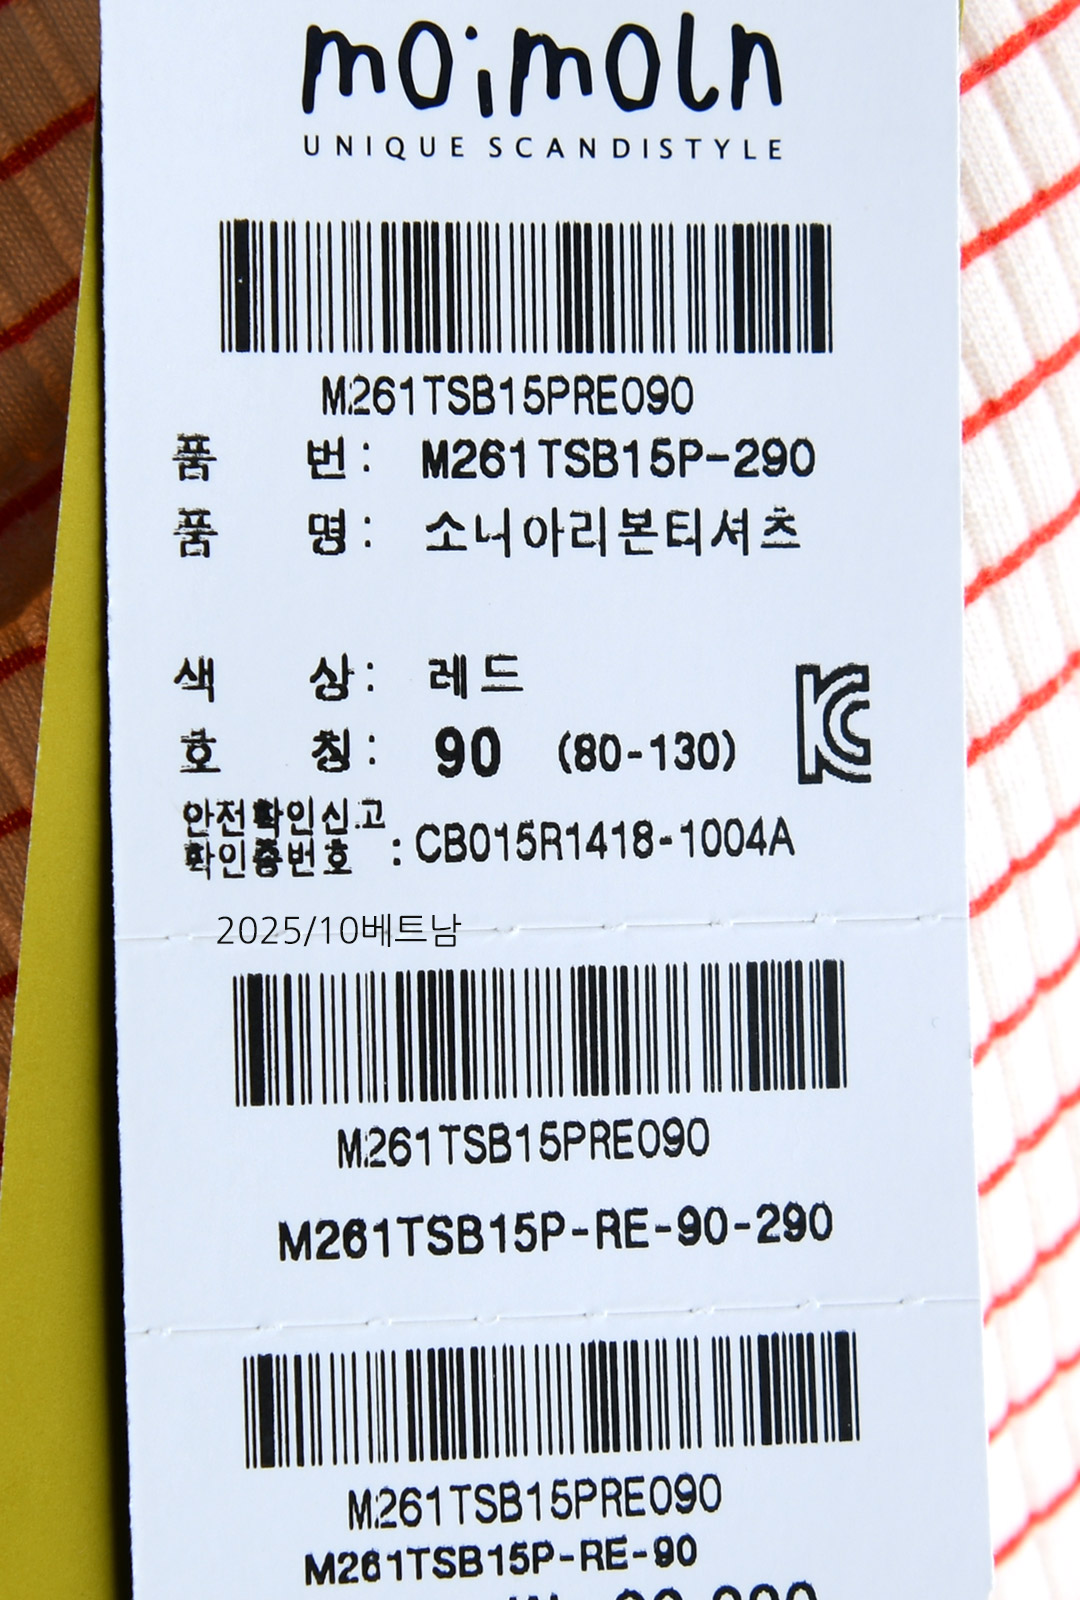 moimoln
UNIQUE SCANDISTYLE
M261TSB15PRE090
품 번 : M261TSB15P-290
품 명 : 소니아리본티셔츠
색 상 : 레드
호 칭 : 90 (80-130)
안전확인신고
확인증번호 : CB015R1418-1004A
2025/10베트남
M261TSB15PRE090
M261TSB15P-RE-90-290
M261TSB15PRE090
M261TSB15P-RE-90